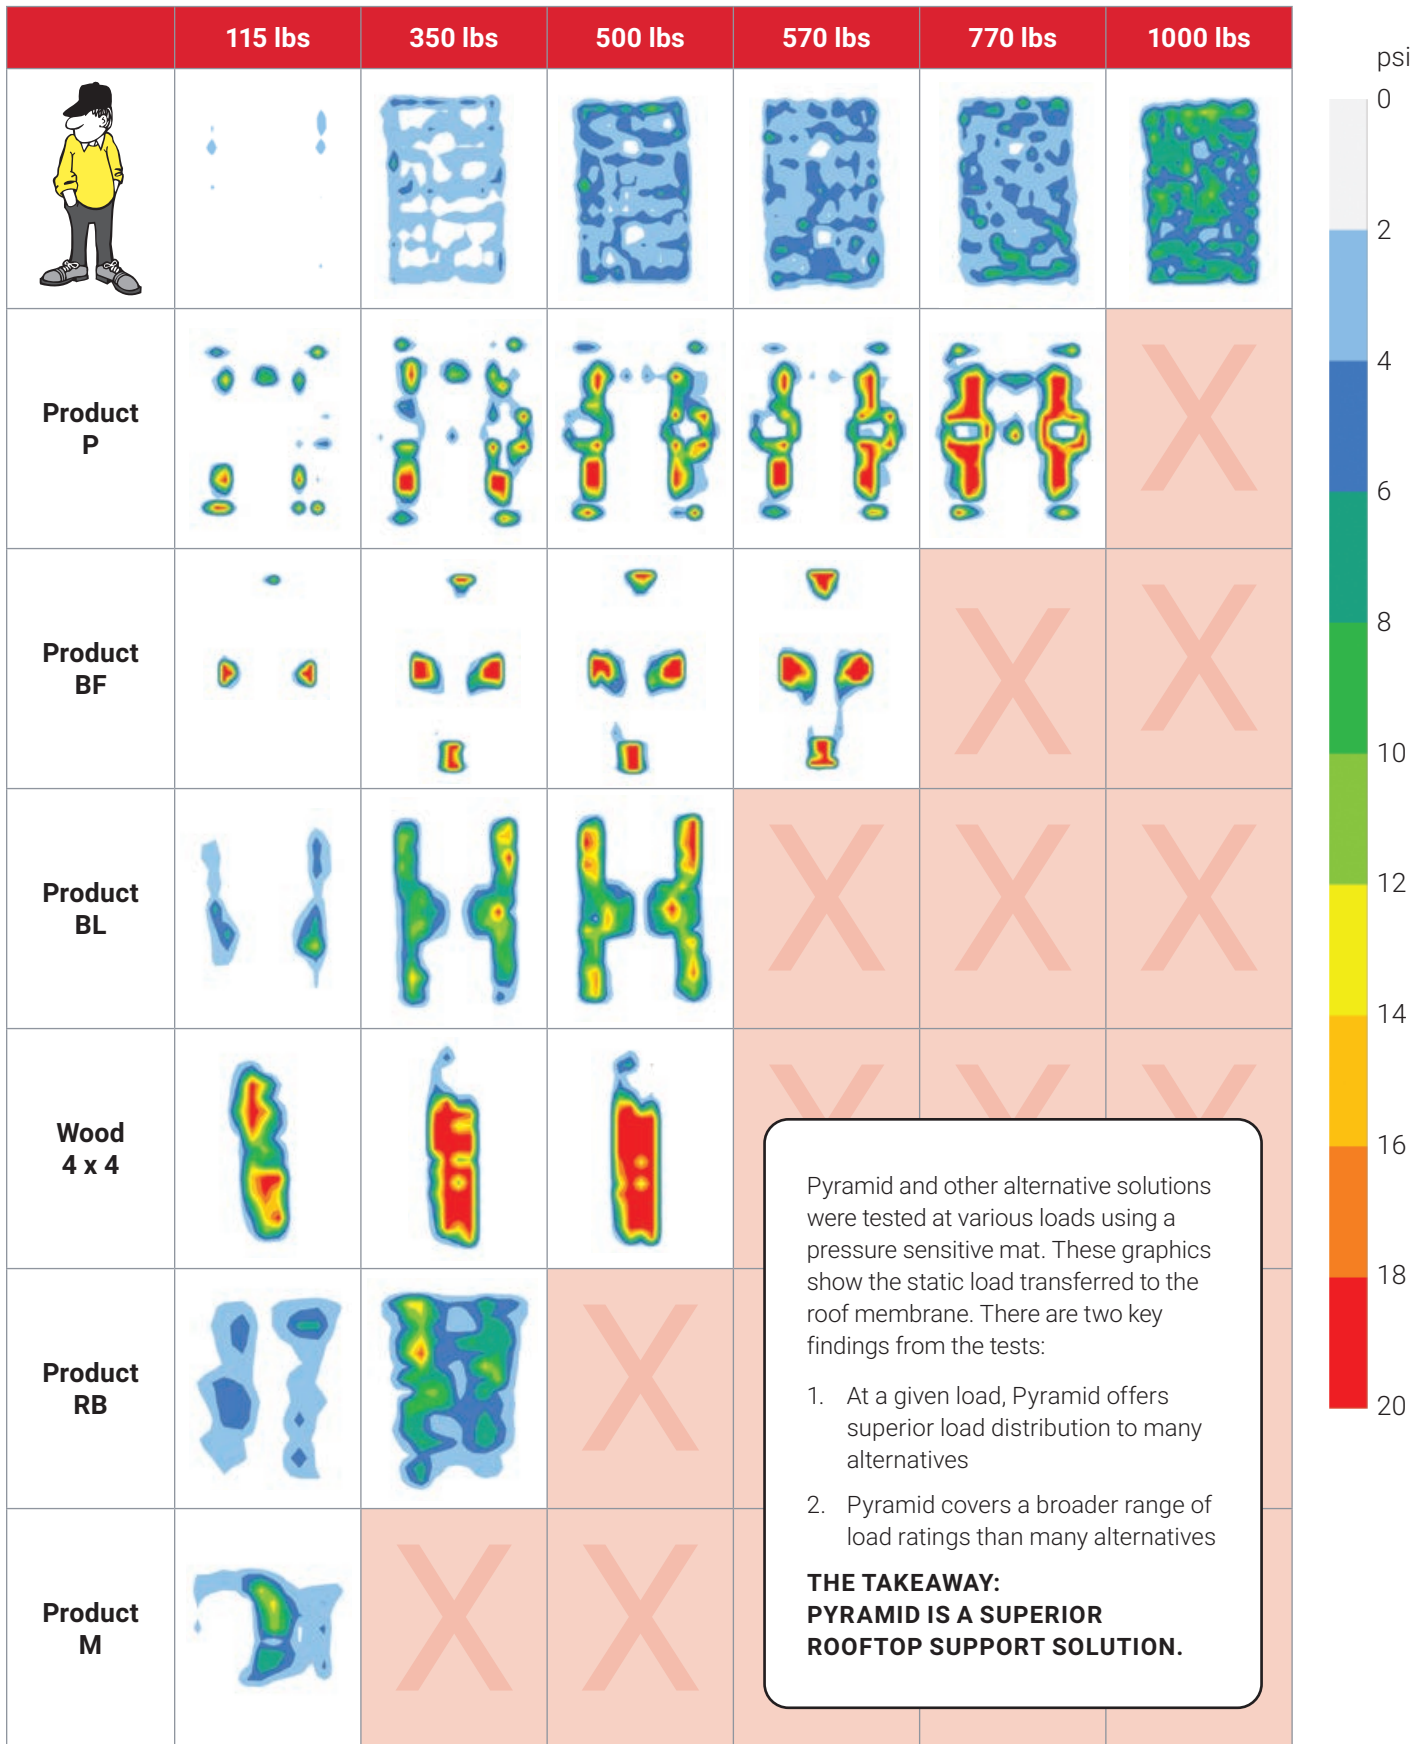 115 lbs 350 lbs 500 lbs 570 lbs 770 lbs 1000 lbs
psi
0
2
4
6
8
10
12
14
16
18
20
Product
P
X
Product
BF
X X
Product
BL
X X X
Wood
4 x 4
X X X
Product
RB
X
Product
M
X X
Pyramid and other alternative solutions
were tested at various loads using a
pressure sensitive mat. These graphics
show the static load transferred to the
roof membrane. There are two key
findings from the tests:
1. At a given load, Pyramid offers
superior load distribution to many
alternatives
2. Pyramid covers a broader range of
load ratings than many alternatives
THE TAKEAWAY:
PYRAMID IS A SUPERIOR
ROOFTOP SUPPORT SOLUTION.